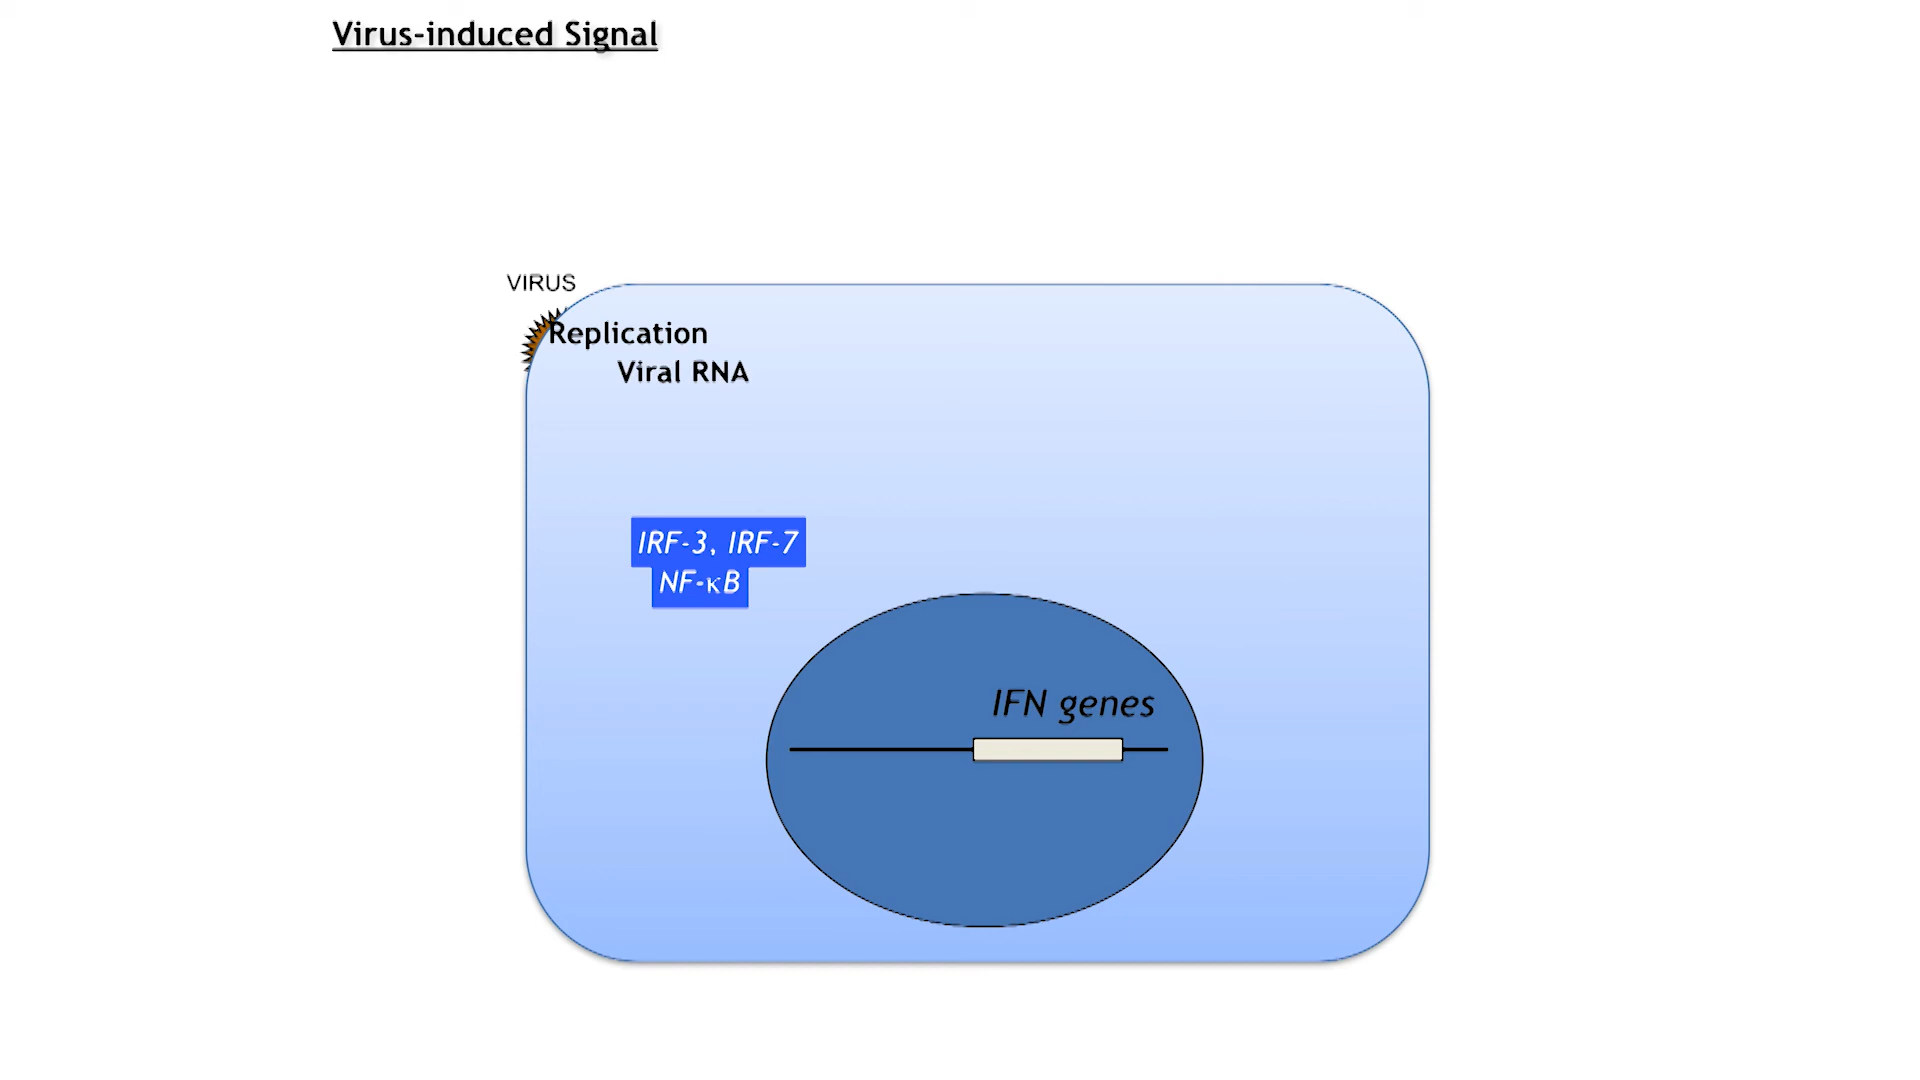 Virus-induced Signal
VIRUS
Replication
Viral RNA
IRF-3, IRF-7
NF-κB
IFN genes